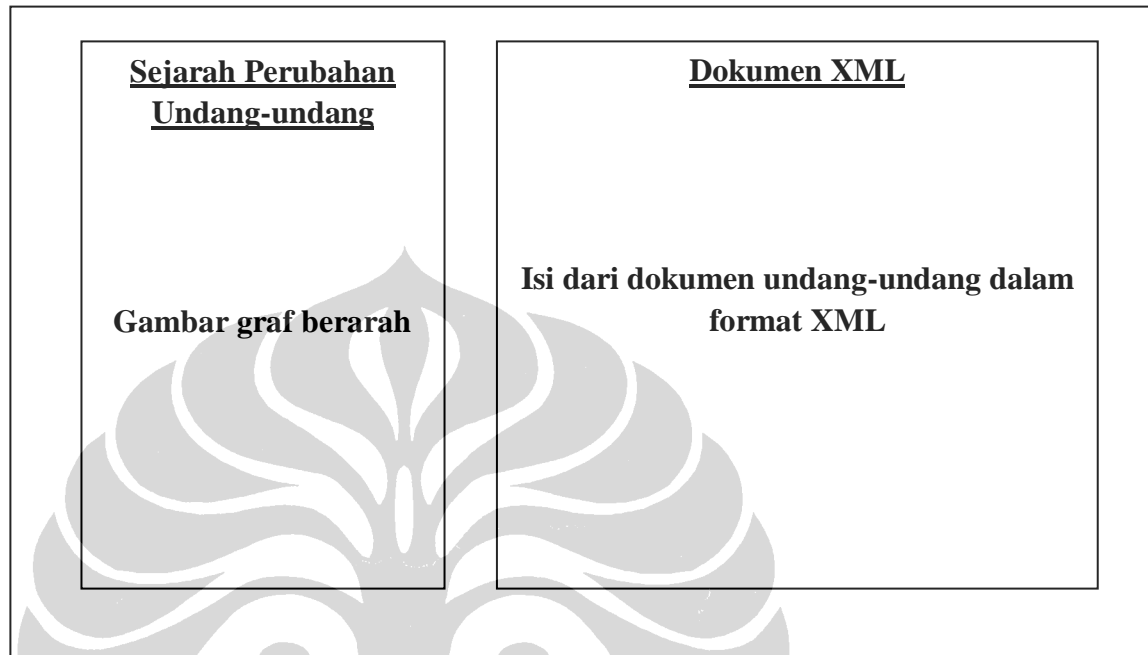 Sejarah Perubahan
Undang-undang
Gambar graf berarah
Dokumen XML
Isi dari dokumen undang-undang dalam
format XML